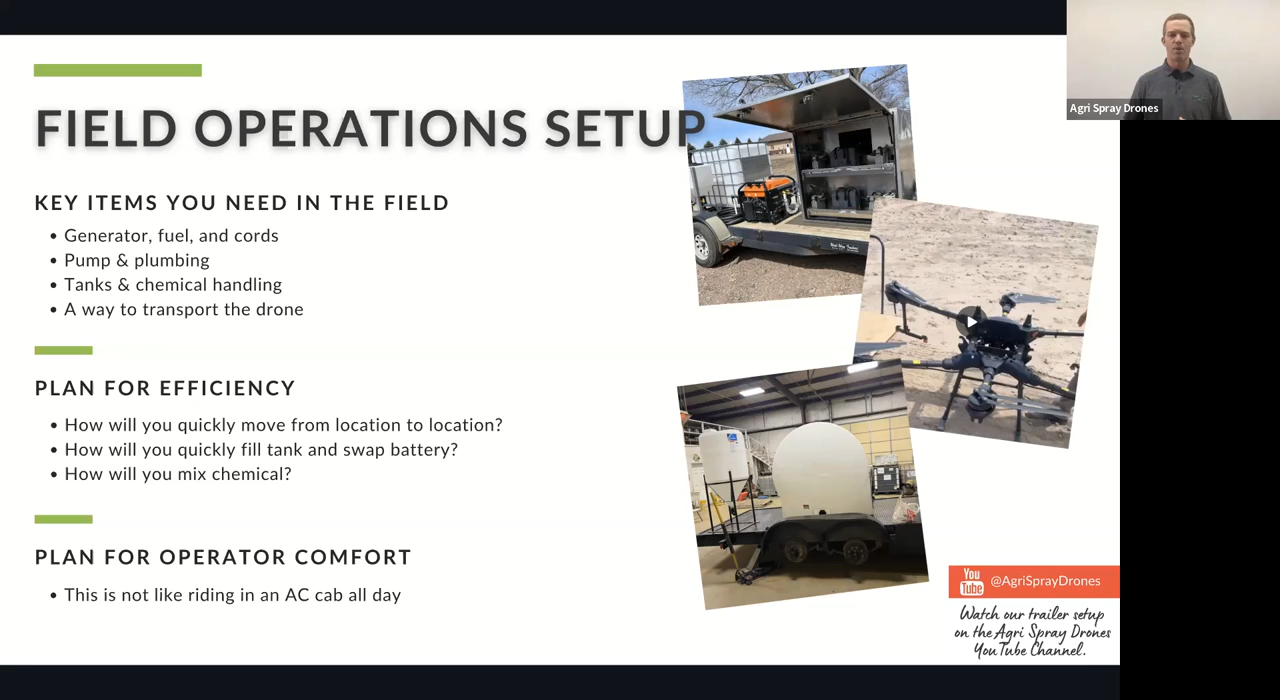 FIELD OPERATIONS SETUP
KEY ITEMS YOU NEED IN THE FIELD
• Generator, fuel, and cords
• Pump & plumbing
• Tanks & chemical handling
• A way to transport the drone
PLAN FOR EFFICIENCY
• How will you quickly move from location to location?
• How will you quickly fill tank and swap battery?
• How will you mix chemical?
PLAN FOR OPERATOR COMFORT
• This is not like riding in an AC cab all day
You
Tube
@AgriSprayDrones
Watch our trailer setup
on the Agri Spray Drones
YouTube Channel.
Agri Spray Drones